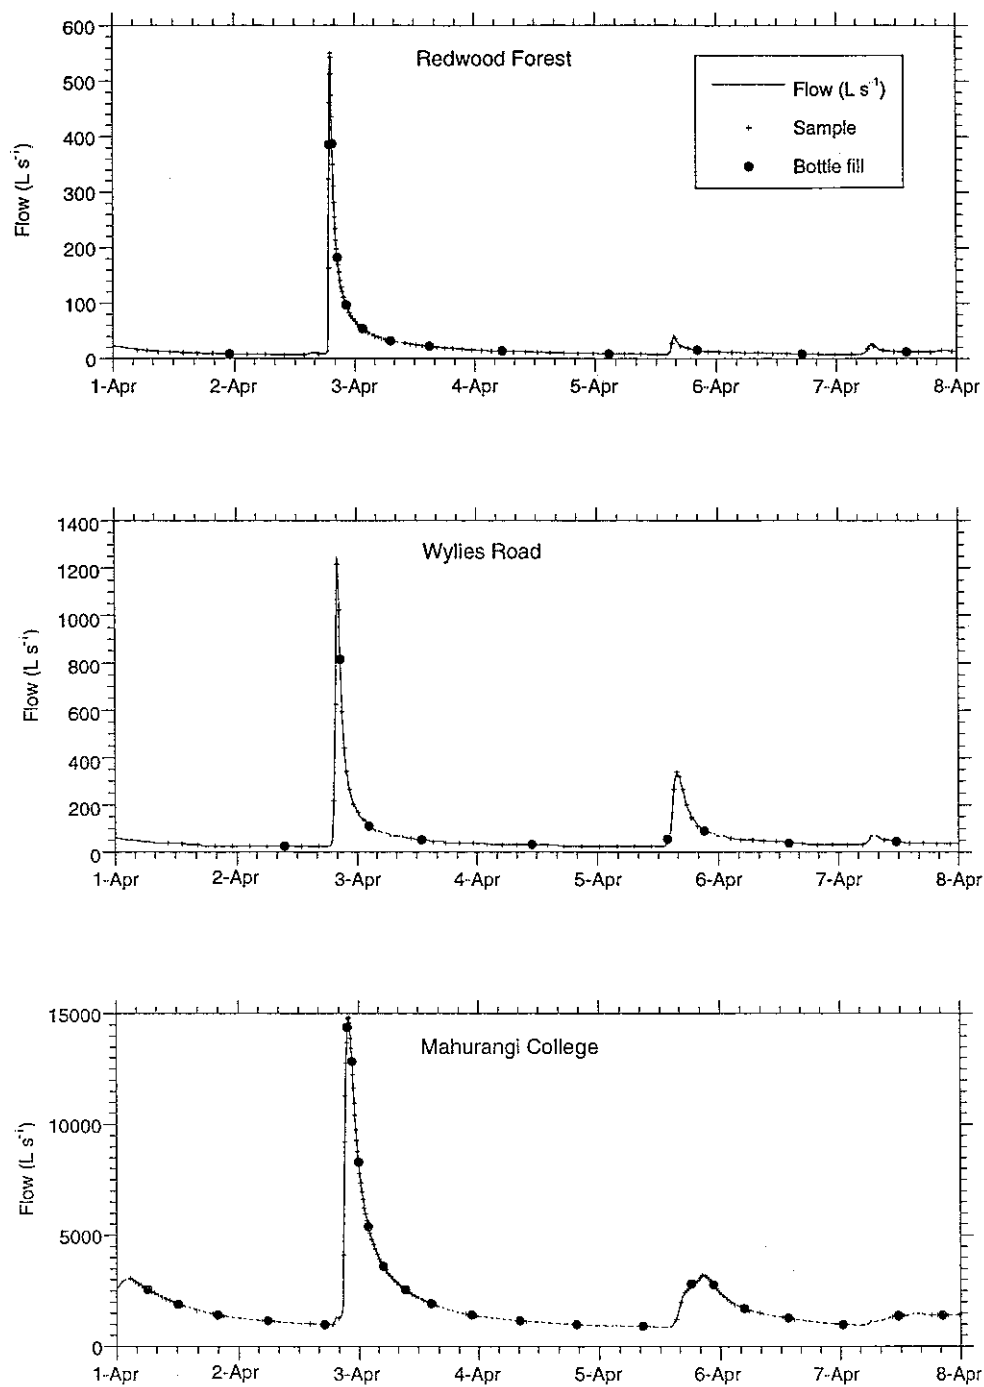 Redwood Forest
Flow (L s⁻¹)
Sample
Bottle fill
Flow (L s⁻¹)
600
500
400
300
200
100
0
1-Apr 2-Apr 3-Apr 4-Apr 5-Apr 6-Apr 7-Apr 8-Apr
Wylies Road
Flow (L s⁻¹)
1400
1200
1000
800
600
400
200
0
1-Apr 2-Apr 3-Apr 4-Apr 5-Apr 6-Apr 7-Apr 8-Apr
Mahurangi College
Flow (L s⁻¹)
15000
10000
5000
0
1-Apr 2-Apr 3-Apr 4-Apr 5-Apr 6-Apr 7-Apr 8-Apr